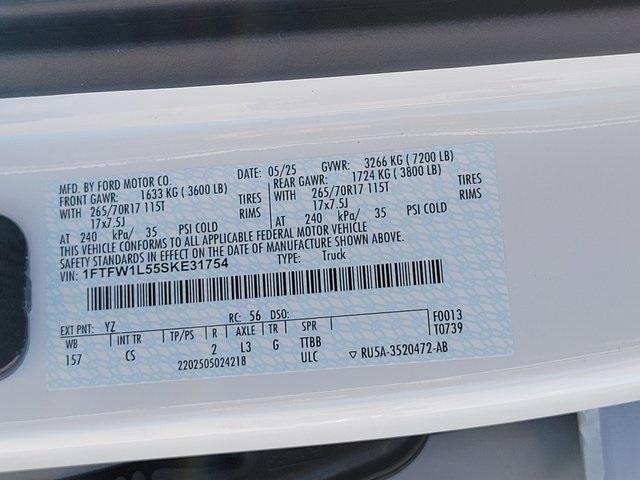 MFD. BY FORD MOTOR CO. DATE: 05/25 GVWR: 3266 KG ( 7200 LB)
FRONT GAWR: 1633 KG ( 3600 LB) REAR GAWR: 1724 KG ( 3800 LB)
WITH 265/70R17 115T TIRES WITH 265/70R17 115T TIRES
17x7.5J RIMS 17x7.5J RIMS
AT 240 kPa/ 35 PSI COLD AT 240 kPa/ 35 PSI COLD
THIS VEHICLE CONFORMS TO ALL APPLICABLE FEDERAL MOTOR VEHICLE
SAFETY STANDARDS IN EFFECT ON THE DATE OF MANUFACTURE SHOWN ABOVE.
VIN: 1FTFW1L55SKE31754 TYPE: Truck
EXT PNT: YZ RC: 56 DSO: F0013
WB INT TR TP/PS R AXLE TR SPR T0739
157 CS 2 L3 G TTBB
2202505024218 ULC ▽ RU5A-3520472-AB